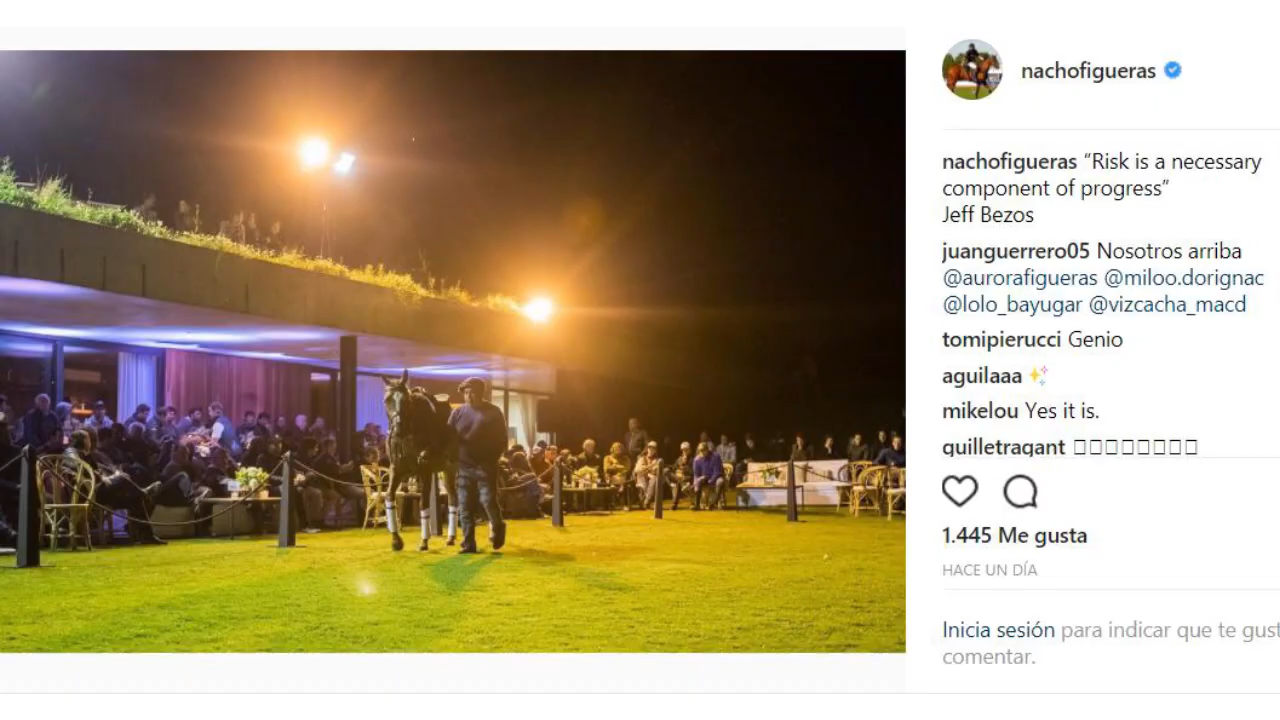 nachofigueras
nachofigueras “Risk is a necessary
component of progress”
Jeff Bezos
juanguerrero05 Nosotros arriba
@aurorafigueras @miloo.dorignac
@lolo_bayugar @vizcacha_macd
tomipierucci Genio
aguilaaa ✨
mikelou Yes it is.
guilletragant □□□□□□□□
1.445 Me gusta
HACE UN DÍA
Inicia sesión para indicar que te gust
comentar.